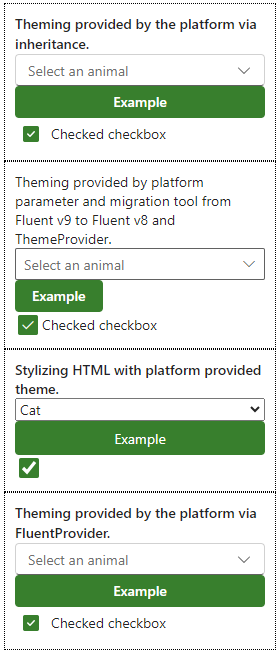 Theming provided by the platform via
inheritance.
Select an animal
Example
Checked checkbox
Theming provided by platform
parameter and migration tool from
Fluent v9 to Fluent v8 and
ThemeProvider.
Select an animal
Example
Checked checkbox
Stylizing HTML with platform provided
theme.
Cat
Example
Theming provided by the platform via
FluentProvider.
Select an animal
Example
Checked checkbox